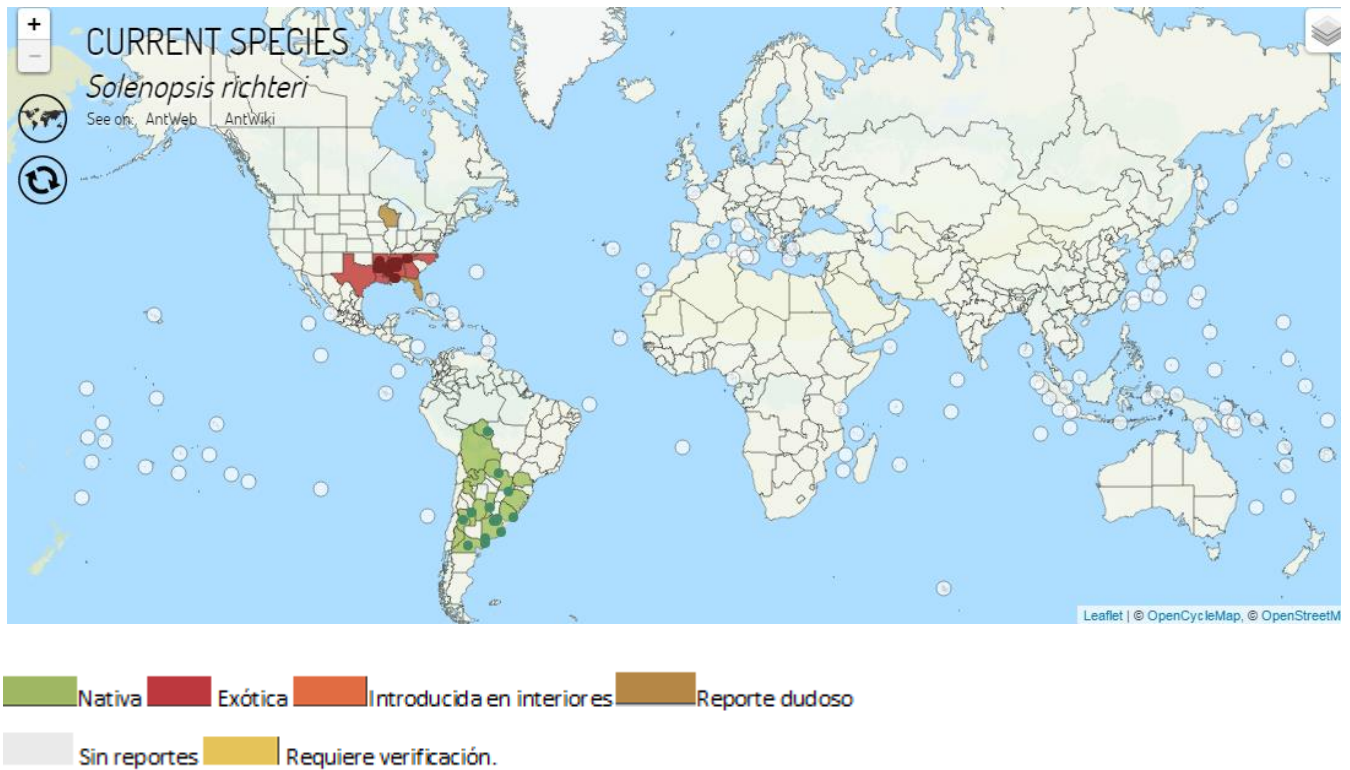 +
CURRENT SPECIES
−
Solenopsis richteri
See on: AntWeb AntWiki
Leaflet | © OpenCycleMap, © OpenStreetM
Nativa Exótica Introducida en interiores Reporte dudoso
Sin reportes Requiere verificación.